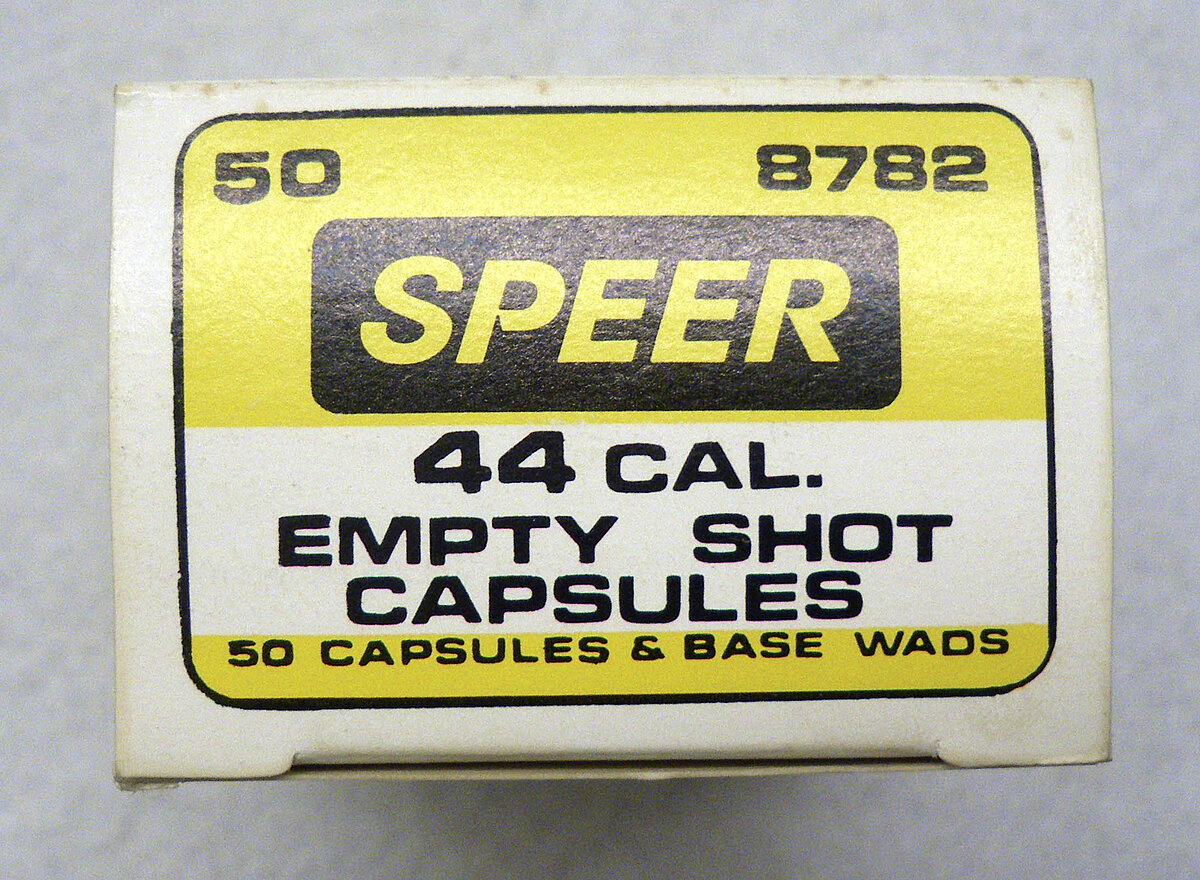 50 8782
SPEER
44 CAL.
EMPTY SHOT
CAPSULES
50 CAPSULES & BASE WADS